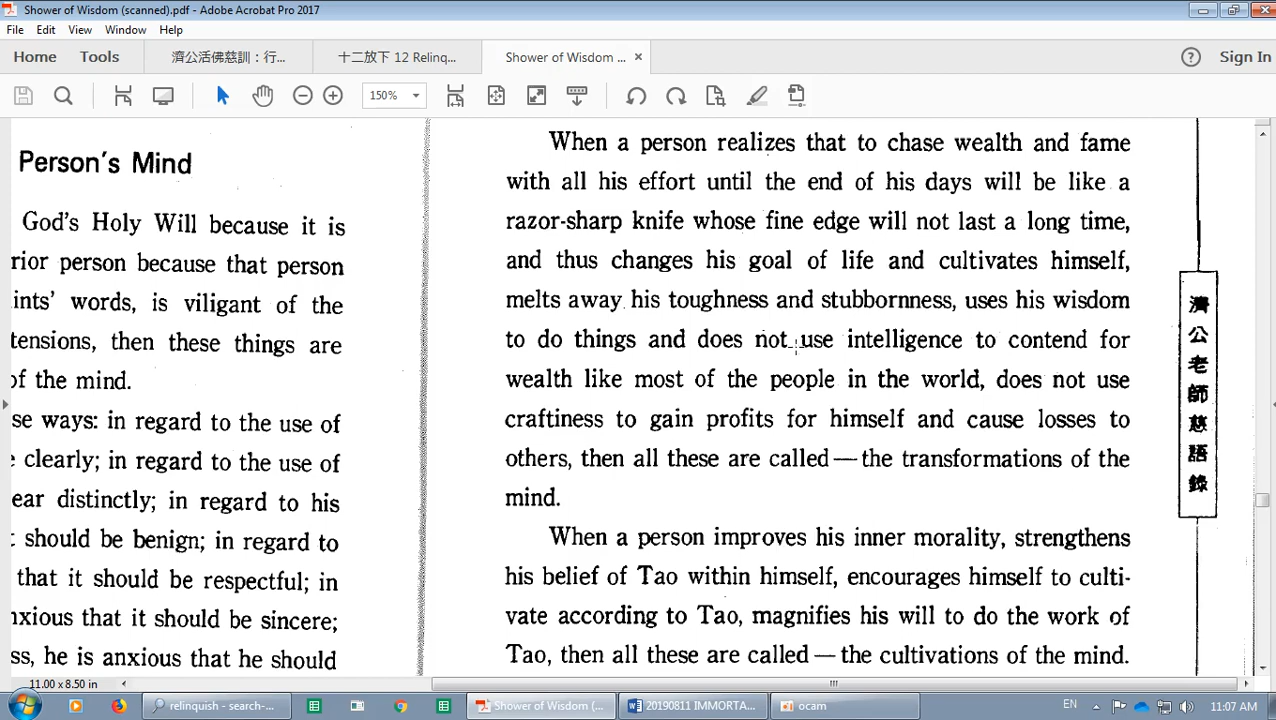 Shower of Wisdom (scanned).pdf - Adobe Acrobat Pro 2017
File Edit View Window Help
Home Tools 濟公活佛慈訓：行... 十二放下 12 Relinq... Shower of Wisdom ... × Sign In
150%
Person's Mind
God's Holy Will because it is
rior person because that person
ints' words, is viligant of the
tensions, then these things are
of the mind.
se ways: in regard to the use of
clearly; in regard to the use of
ear distinctly; in regard to his
t should be benign; in regard to
that it should be respectful; in
nxious that it should be sincere;
ss, he is anxious that he should
When a person realizes that to chase wealth and fame
with all his effort until the end of his days will be like a
razor-sharp knife whose fine edge will not last a long time,
and thus changes his goal of life and cultivates himself,
melts away his toughness and stubbornness, uses his wisdom
to do things and does not use intelligence to contend for
wealth like most of the people in the world, does not use
craftiness to gain profits for himself and cause losses to
others, then all these are called—the transformations of the
mind.
When a person improves his inner morality, strengthens
his belief of Tao within himself, encourages himself to culti-
vate according to Tao, magnifies his will to do the work of
Tao, then all these are called—the cultivations of the mind.
濟公老師慈語錄
11.00 x 8.50 in
relinquish - search-... Shower of Wisdom (... 20190811 IMMORTA... ocam EN 11:07 AM